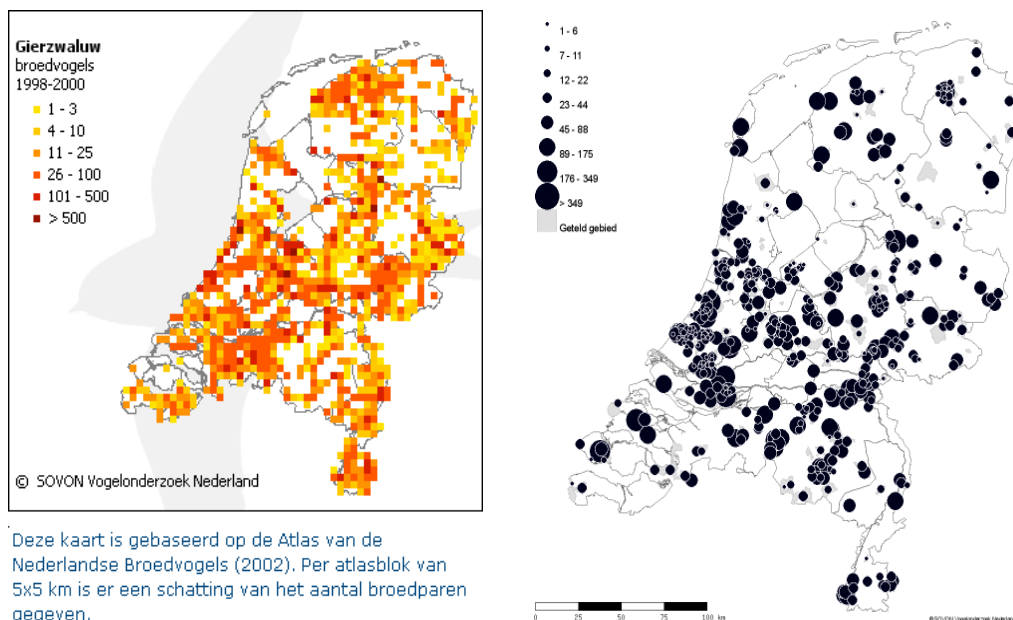 Gierzwaluw
broedvogels
1998-2000
1 - 3
4 - 10
11 - 25
26 - 100
101 - 500
> 500
© SOVON Vogelonderzoek Nederland
Deze kaart is gebaseerd op de Atlas van de
Nederlandse Broedvogels (2002). Per atlasblok van
5x5 km is er een schatting van het aantal broedparen
gegeven.
1 - 6
7 - 11
12 - 22
23 - 44
45 - 88
89 - 175
176 - 349
> 349
Geteld gebied
0 25 50 75 100 km
©SOVON Vogelonderzoek Nederland